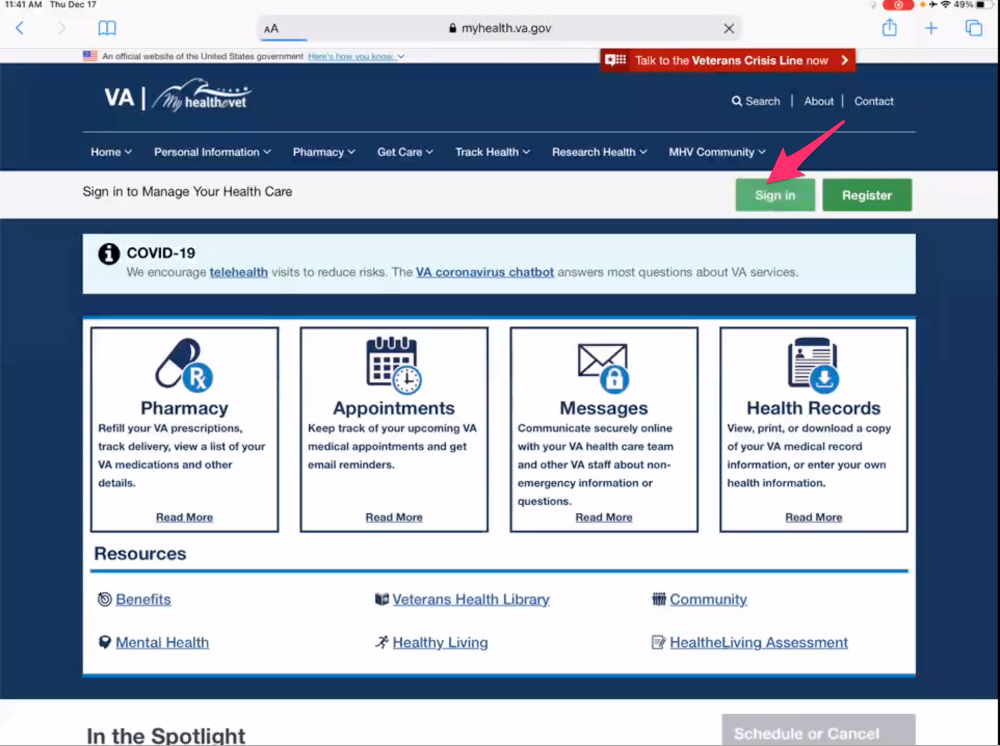 11:41 AM Thu Dec 17
49%
AA
myhealth.va.gov
An official website of the United States government Here's how you know.
Talk to the Veterans Crisis Line now
VA | My healthevet
Search | About | Contact
Home Personal Information Pharmacy Get Care Track Health Research Health MHV Community
Sign in to Manage Your Health Care
Sign in
Register
COVID-19
We encourage telehealth visits to reduce risks. The VA coronavirus chatbot answers most questions about VA services.
Rx
Pharmacy
Refill your VA prescriptions,
track delivery, view a list of your
VA medications and other
details.
Read More
Appointments
Keep track of your upcoming VA
medical appointments and get
email reminders.
Read More
Messages
Communicate securely online
with your VA health care team
and other VA staff about non-
emergency information or
questions.
Read More
Health Records
View, print, or download a copy
of your VA medical record
information, or enter your own
health information.
Read More
Resources
Benefits
Veterans Health Library
Community
Mental Health
Healthy Living
HealtheLiving Assessment
In the Spotlight
Schedule or Cancel